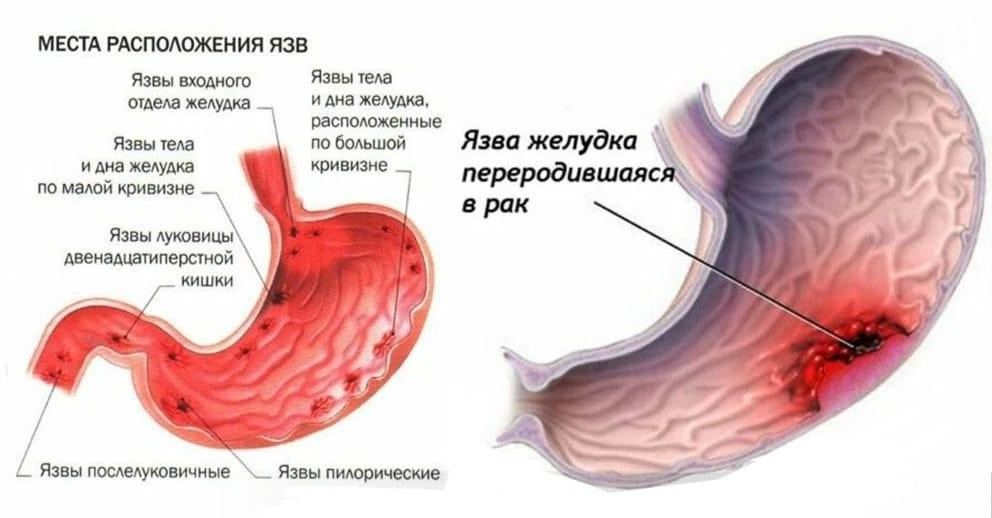 МЕСТА РАСПОЛОЖЕНИЯ ЯЗВ
Язвы входного
отдела желудка
Язвы тела
и дна желудка,
расположенные
по большой
кривизне
Язвы тела
и дна желудка
по малой кривизне
Язвы луковицы
двенадцатиперстной
кишки
Язвы послелуковичные
Язвы пилорические
Язва желудка
переродившаяся
в рак